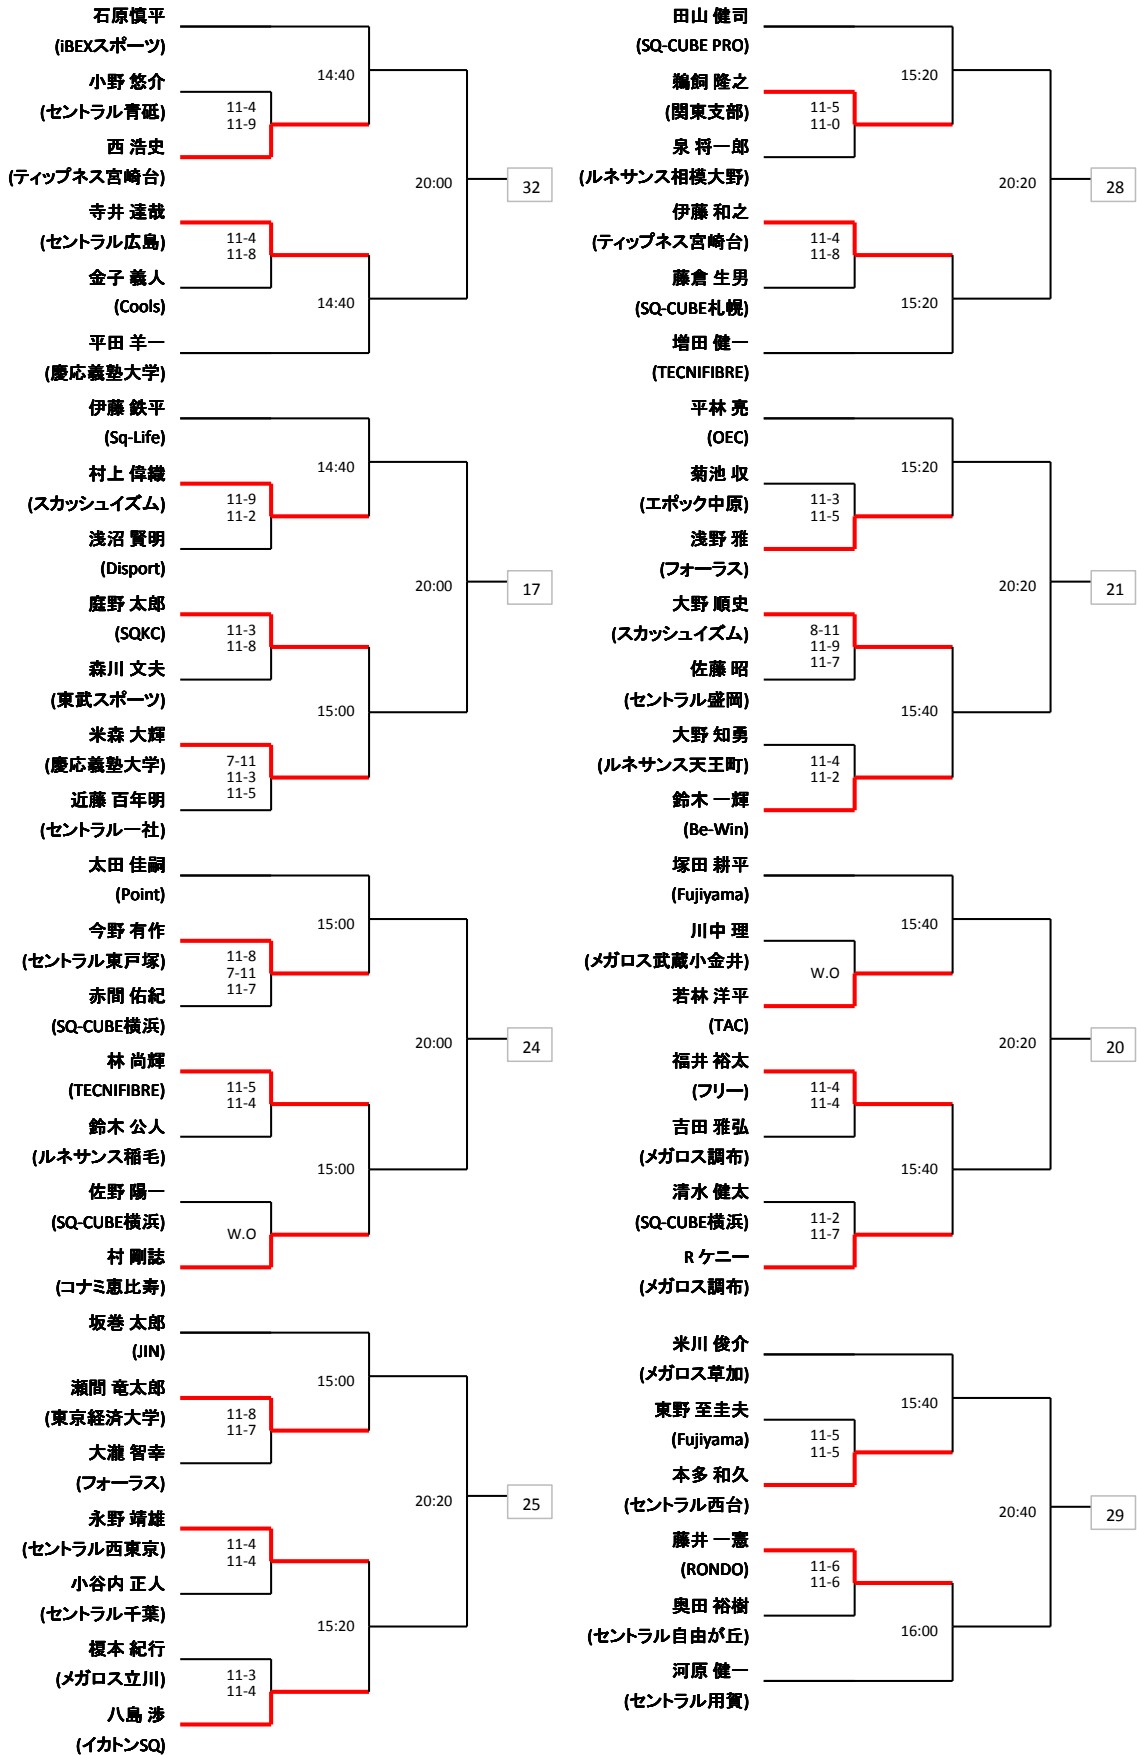 石原慎平
(iBEXスポーツ)
14:40
小野 悠介
(セントラル青砥)
11-4
11-9
西 浩史
(ティップネス宮崎台)
20:00
32
寺井 達哉
(セントラル広島)
11-4
11-8
金子 義人
(Cools)
14:40
平田 羊一
(慶応義塾大学)
伊藤 鉄平
(Sq-Life)
14:40
村上 偉織
(スカッシュイズム)
11-9
11-2
浅沼 賢明
(Disport)
20:00
17
庭野 太郎
(SQKC)
11-3
11-8
森川 文夫
(東武スポーツ)
15:00
米森 大輝
(慶応義塾大学)
7-11
11-3
11-5
近藤 百年明
(セントラル一社)
太田 佳嗣
(Point)
15:00
今野 有作
(セントラル東戸塚)
11-8
7-11
11-7
赤間 佑紀
(SQ-CUBE横浜)
20:00
24
林 尚輝
(TECNIFIBRE)
11-5
11-4
鈴木 公人
(ルネサンス稲毛)
15:00
佐野 陽一
(SQ-CUBE横浜)
W.O
村 剛誌
(コナミ恵比寿)
坂巻 太郎
(JIN)
15:00
瀬間 竜太郎
(東京経済大学)
11-8
11-7
大瀧 智幸
(フォーラス)
20:20
25
永野 靖雄
(セントラル西東京)
11-4
11-4
小谷内 正人
(セントラル千葉)
15:20
榎本 紀行
(メガロス立川)
11-3
11-4
八島 渉
(イカトンSQ)
田山 健司
(SQ-CUBE PRO)
15:20
鵜飼 隆之
(関東支部)
11-5
11-0
泉 将一郎
(ルネサンス相模大野)
20:20
28
伊藤 和之
(ティップネス宮崎台)
11-4
11-8
藤倉 生男
(SQ-CUBE札幌)
15:20
増田 健一
(TECNIFIBRE)
平林 亮
(OEC)
15:20
菊池 収
(エポック中原)
11-3
11-5
浅野 雅
(フォーラス)
20:20
21
大野 順史
(スカッシュイズム)
8-11
11-9
11-7
佐藤 昭
(セントラル盛岡)
15:40
大野 知勇
(ルネサンス天王町)
11-4
11-2
鈴木 一輝
(Be-Win)
塚田 耕平
(Fujiyama)
15:40
川中 理
(メガロス武蔵小金井)
W.O
若林 洋平
(TAC)
20:20
20
福井 裕太
(フリー)
11-4
11-4
吉田 雅弘
(メガロス調布)
15:40
清水 健太
(SQ-CUBE横浜)
11-2
11-7
R ケニー
(メガロス調布)
米川 俊介
(メガロス草加)
15:40
東野 至圭夫
(Fujiyama)
11-5
11-5
本多 和久
(セントラル西台)
20:40
29
藤井 一憲
(RONDO)
11-6
11-6
奥田 裕樹
(セントラル自由が丘)
16:00
河原 健一
(セントラル用賀)